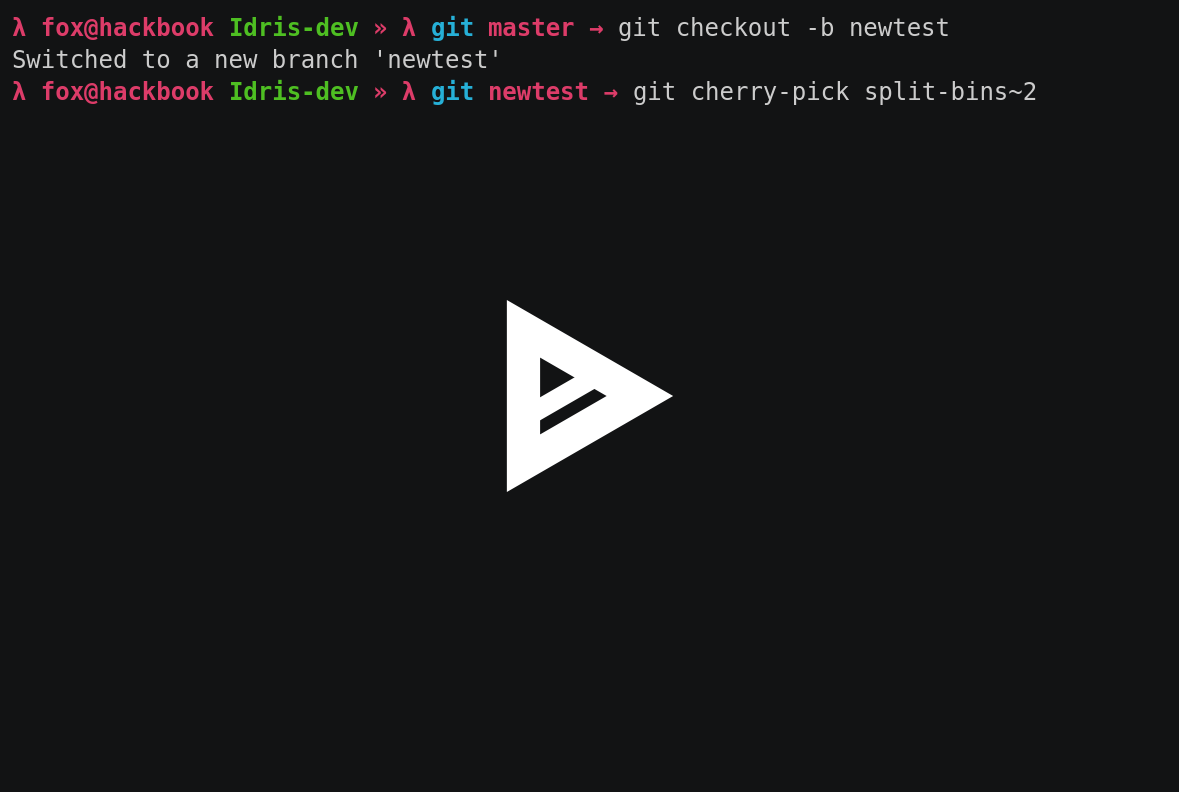 λ fox@hackbook Idris-dev » λ git master → git checkout -b newtest
Switched to a new branch 'newtest'
λ fox@hackbook Idris-dev » λ git newtest → git cherry-pick split-bins~2